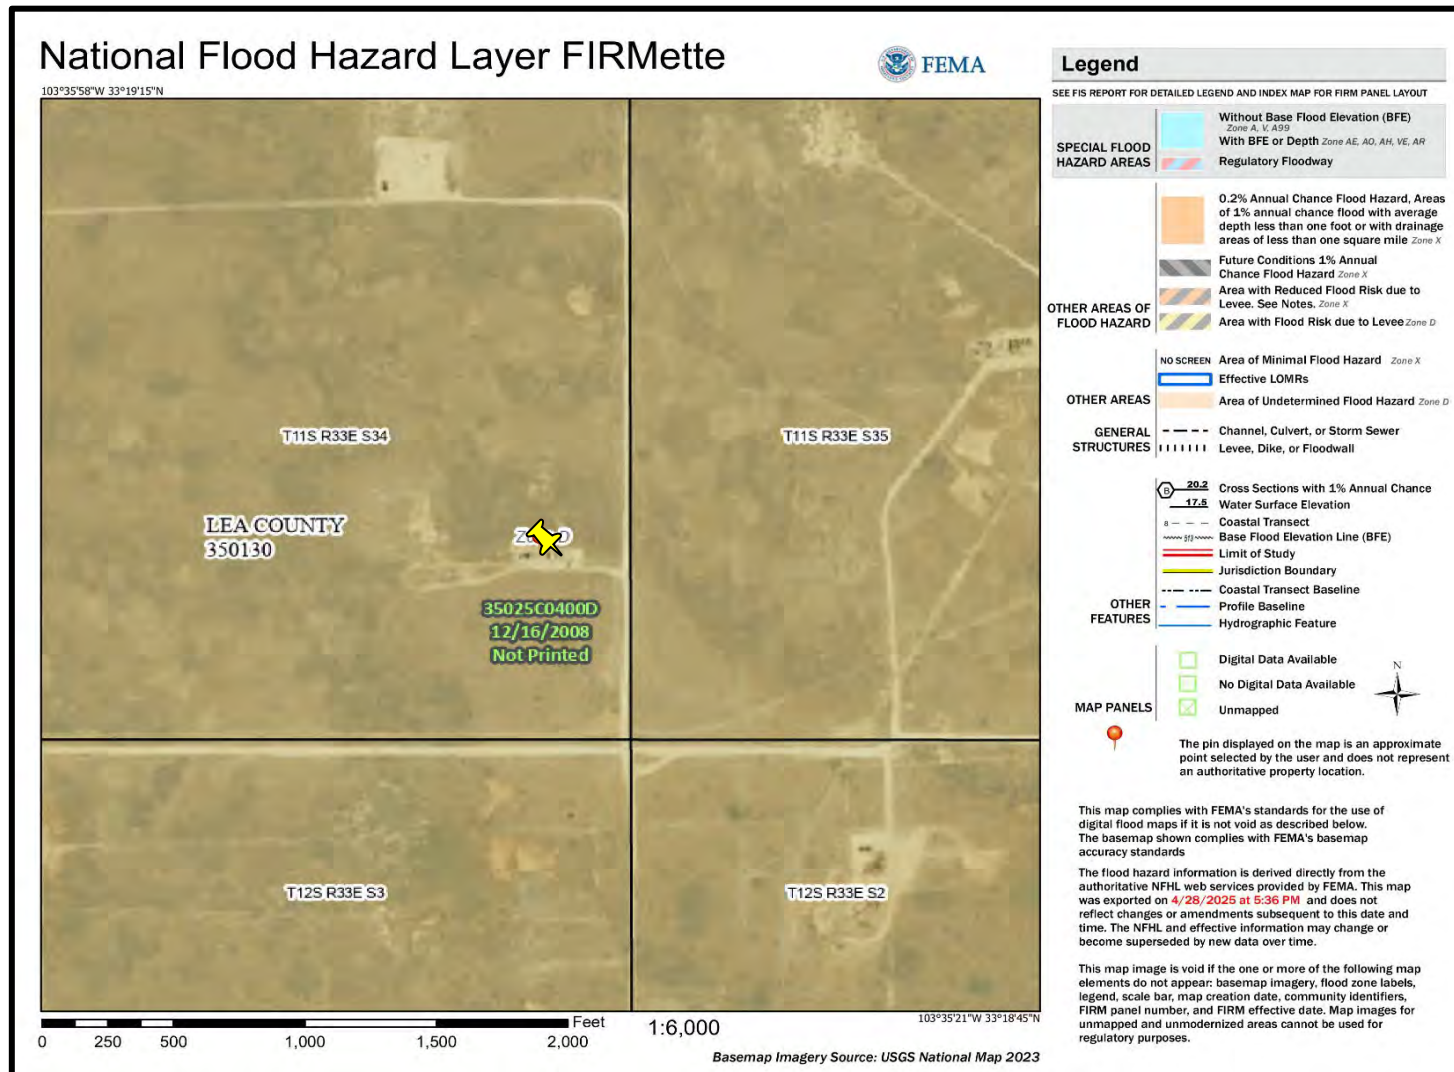 National Flood Hazard Layer FIRMette
FEMA
103°35'58"W 33°19'15"N
T11S R33E S34
T11S R33E S35
LEA COUNTY
350130
35025C0400D
12/16/2008
Not Printed
T12S R33E S3
T12S R33E S2
0 250 500 1,000 1,500 2,000
Feet
1:6,000
103°35'21"W 33°18'45"N
Basemap Imagery Source: USGS National Map 2023
Legend
SEE FIS REPORT FOR DETAILED LEGEND AND INDEX MAP FOR FIRM PANEL LAYOUT
SPECIAL FLOOD
HAZARD AREAS
Without Base Flood Elevation (BFE)
Zone A, V, A99
With BFE or Depth Zone AE, AO, AH, VE, AR
Regulatory Floodway
OTHER AREAS OF
FLOOD HAZARD
0.2% Annual Chance Flood Hazard, Areas
of 1% annual chance flood with average
depth less than one foot or with drainage
areas of less than one square mile Zone X
Future Conditions 1% Annual
Chance Flood Hazard Zone X
Area with Reduced Flood Risk due to
Levee. See Notes. Zone X
Area with Flood Risk due to Levee Zone D
OTHER AREAS
NO SCREEN Area of Minimal Flood Hazard Zone X
Effective LOMRs
Area of Undetermined Flood Hazard Zone D
GENERAL
STRUCTURES
Channel, Culvert, or Storm Sewer
Levee, Dike, or Floodwall
OTHER
FEATURES
B 20.2 Cross Sections with 1% Annual Chance
17.5 Water Surface Elevation
8 Coastal Transect
513 Base Flood Elevation Line (BFE)
Limit of Study
Jurisdiction Boundary
Coastal Transect Baseline
Profile Baseline
Hydrographic Feature
MAP PANELS
Digital Data Available
No Digital Data Available
Unmapped
N
The pin displayed on the map is an approximate
point selected by the user and does not represent
an authoritative property location.
This map complies with FEMA's standards for the use of
digital flood maps if it is not void as described below.
The basemap shown complies with FEMA's basemap
accuracy standards
The flood hazard information is derived directly from the
authoritative NFHL web services provided by FEMA. This map
was exported on 4/28/2025 at 5:36 PM and does not
reflect changes or amendments subsequent to this date and
time. The NFHL and effective information may change or
become superseded by new data over time.
This map image is void if the one or more of the following map
elements do not appear: basemap imagery, flood zone labels,
legend, scale bar, map creation date, community identifiers,
FIRM panel number, and FIRM effective date. Map images for
unmapped and unmodernized areas cannot be used for
regulatory purposes.